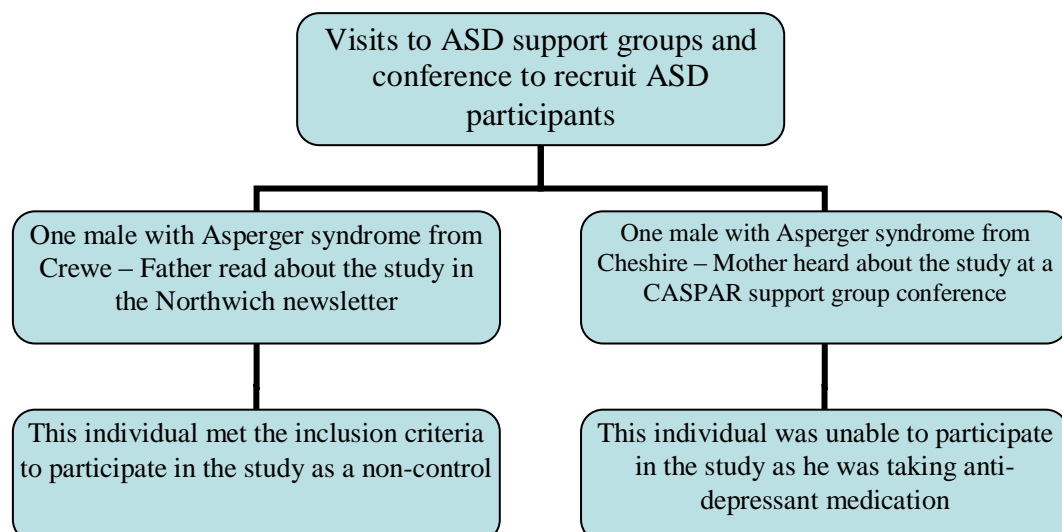 Visits to ASD support groups and
conference to recruit ASD
participants
One male with Asperger syndrome from
Crewe – Father read about the study in
the Northwich newsletter
One male with Asperger syndrome from
Cheshire – Mother heard about the study at a
CASPAR support group conference
This individual met the inclusion criteria
to participate in the study as a non-control
This individual was unable to participate
in the study as he was taking anti-
depressant medication